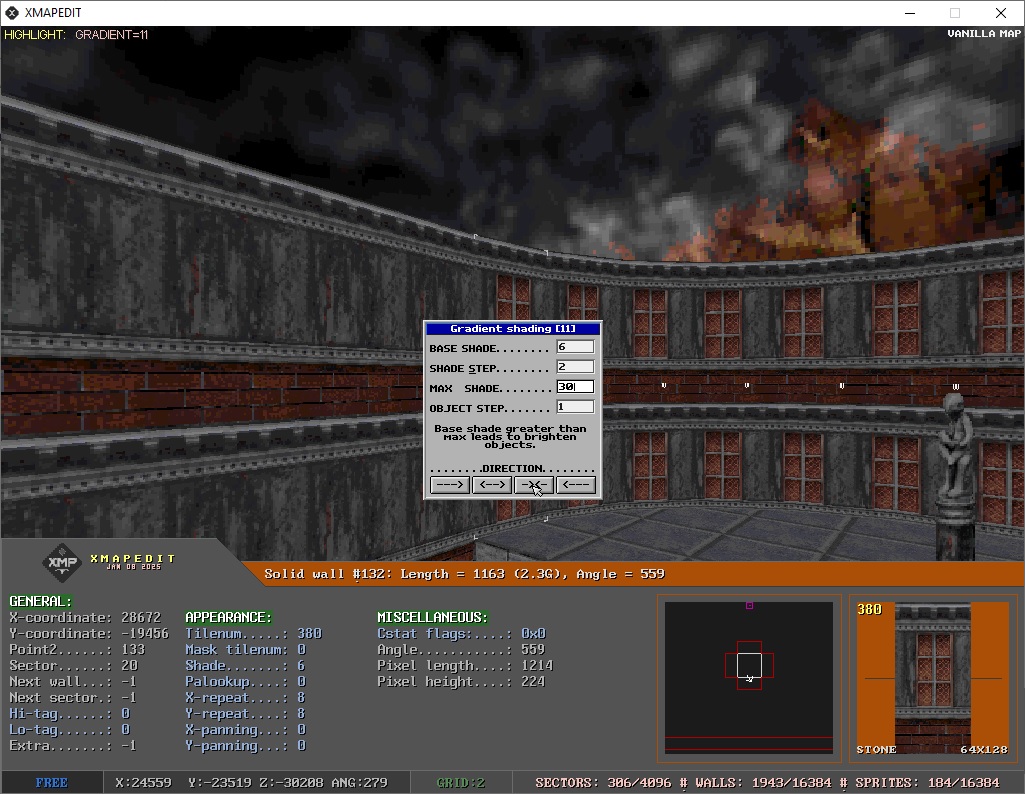 XMAPEDIT
HIGHLIGHT: GRADIENT=11
VANILLA MAP
Gradient shading [11]
BASE SHADE........ 6
SHADE STEP........ 2
MAX SHADE........ 30
OBJECT STEP....... 1
Base shade greater than
max leads to brighten
objects.
........DIRECTION........
---> <--> -><- <---
XMP
XMAPEDIT
JAN 08 2025
Solid wall #132: Length = 1163 (2.3G), Angle = 559
GENERAL:
X-coordinate: 28672
Y-coordinate: -19456
Point2......: 133
Sector......: 20
Next wall...: -1
Next sector.: -1
Hi-tag......: 0
Lo-tag......: 0
Extra.......: -1
APPEARANCE:
Tilenum.....: 380
Mask tilenum: 0
Shade.......: 6
Palookup....: 0
X-repeat....: 8
Y-repeat....: 8
X-panning...: 0
Y-panning...: 0
MISCELLANEOUS:
Cstat flags:....: 0x0
Angle...........: 559
Pixel length....: 1214
Pixel height....: 224
380
STONE 64X128
FREE
X:24559 Y:-23519 Z:-30208 ANG:279
GRID:2
SECTORS: 306/4096 # WALLS: 1943/16384 # SPRITES: 184/16384